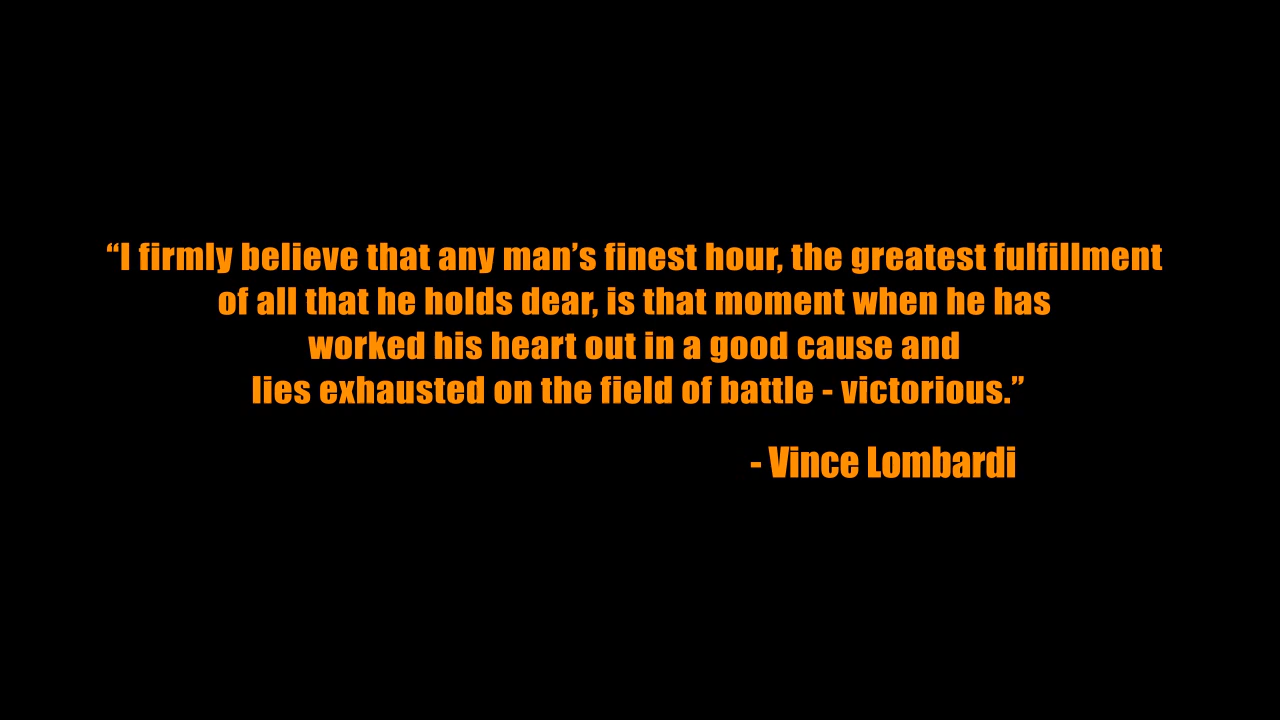 “I firmly believe that any man’s finest hour, the greatest fulfillment
of all that he holds dear, is that moment when he has
worked his heart out in a good cause and
lies exhausted on the field of battle - victorious.”
- Vince Lombardi